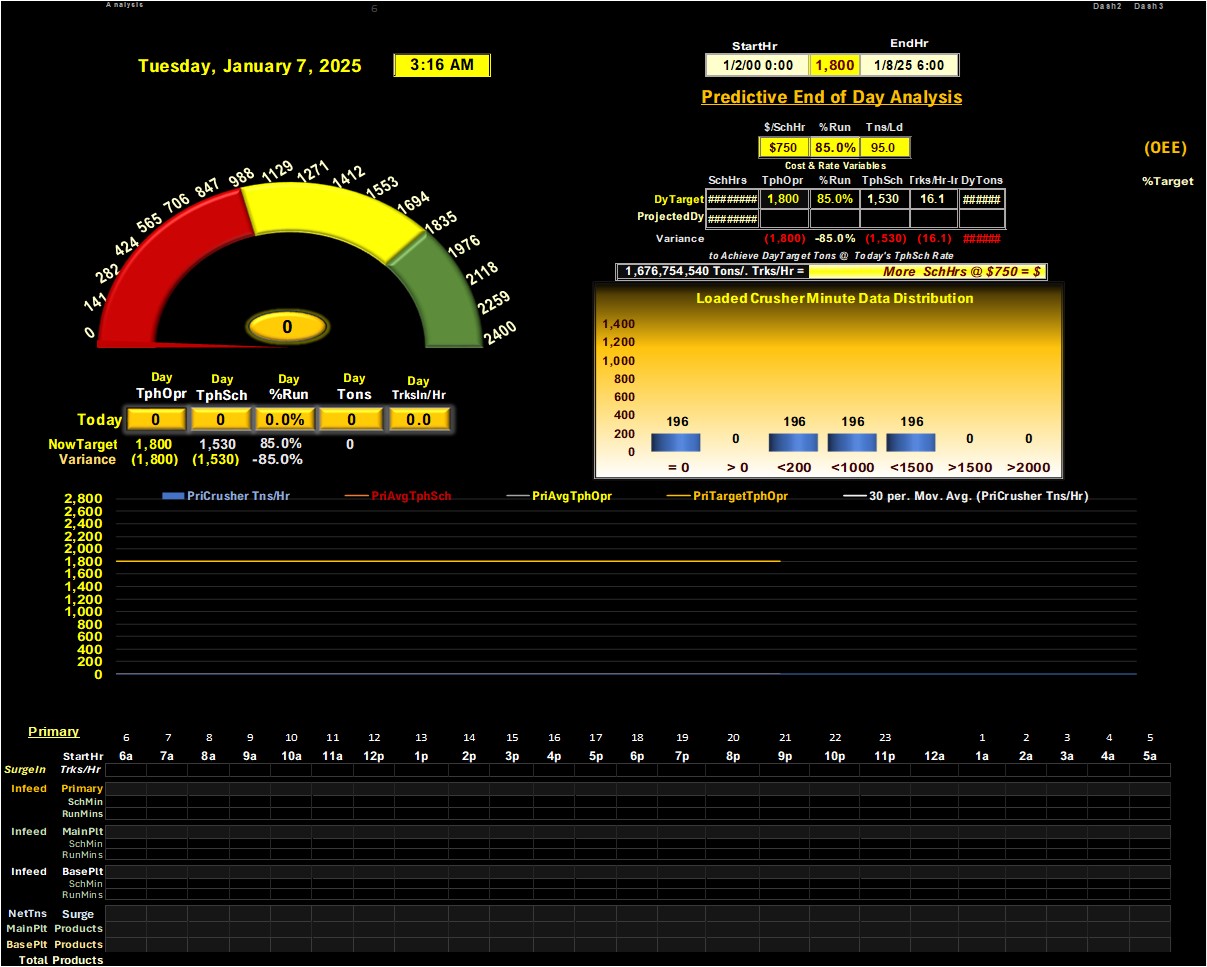 Analysis 6 Dash2 Dash3
StartHr EndHr
Tuesday, January 7, 2025 3:16 AM 1/2/00 0:00 1,800 1/8/25 6:00
Predictive End of Day Analysis
$/SchHr %Run Tns/Ld
$750 85.0% 95.0 (OEE)
Cost & Rate Variables
SchHrs TphOpr %Run TphSch Trks/Hr-Ir DyTons %Target
DyTarget ######## 1,800 85.0% 1,530 16.1 ######
ProjectedDy ########
Variance (1,800) -85.0% (1,530) (16.1) ######
to Achieve DayTarget Tons @ Today's TphSch Rate
1,676,754,540 Tons/. Trks/Hr = More SchHrs @ $750 = $
0 141 282 424 565 706 847 988 1129 1271 1412 1553 1694 1835 1976 2118 2259 2400
0
Loaded Crusher Minute Data Distribution
1,400
1,200
1,000
800
600
400
200
0
196 0 196 196 196 0 0
= 0 > 0 <200 <1000 <1500 >1500 >2000
Day Day Day Day Day
TphOpr TphSch %Run Tons TrksIn/Hr
Today 0 0 0.0% 0 0.0
NowTarget 1,800 1,530 85.0% 0
Variance (1,800) (1,530) -85.0%
PriCrusher Tns/Hr PriAvgTphSch PriAvgTphOpr PriTargetTphOpr 30 per. Mov. Avg. (PriCrusher Tns/Hr)
2,800
2,600
2,400
2,200
2,000
1,800
1,600
1,400
1,200
1,000
800
600
400
200
0
Primary 6 7 8 9 10 11 12 13 14 15 16 17 18 19 20 21 22 23 1 2 3 4 5
StartHr 6a 7a 8a 9a 10a 11a 12p 1p 2p 3p 4p 5p 6p 7p 8p 9p 10p 11p 12a 1a 2a 3a 4a 5a
SurgeIn Trks/Hr
Infeed Primary
SchMin
RunMins
Infeed MainPlt
SchMin
RunMins
Infeed BasePlt
SchMin
RunMins
NetTns Surge
MainPlt Products
BasePlt Products
Total Products